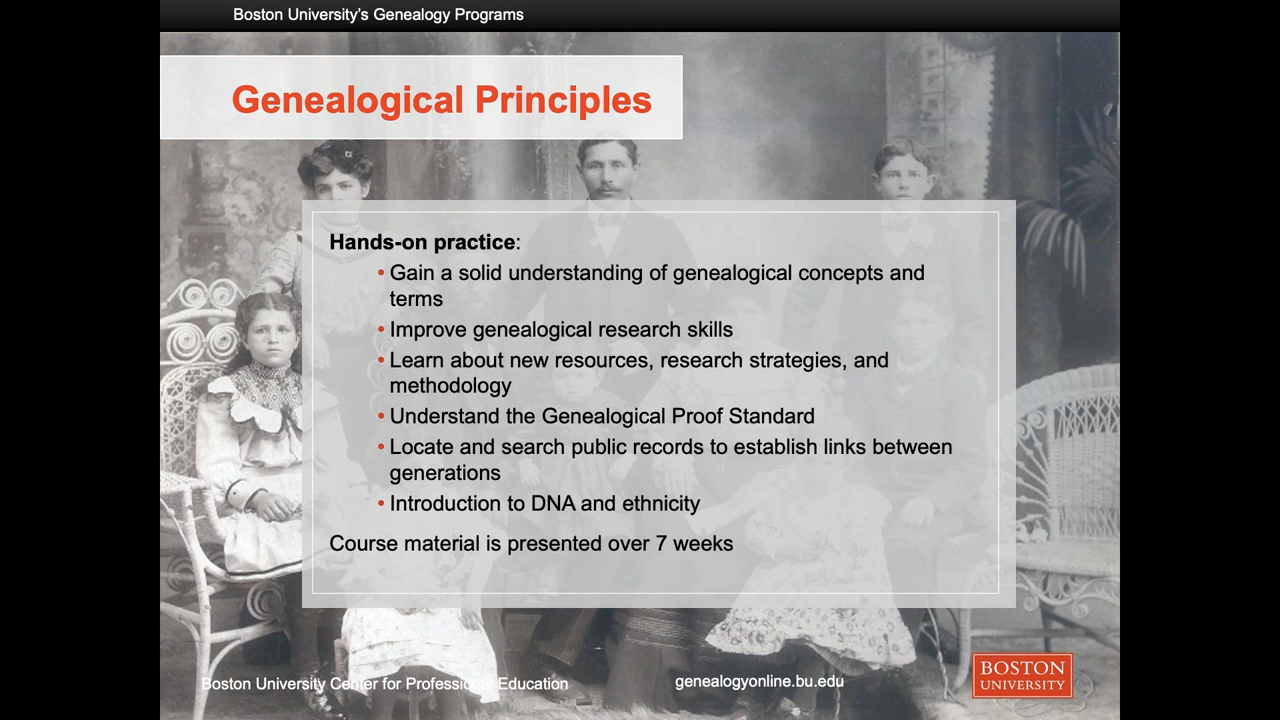 Boston University’s Genealogy Programs
Genealogical Principles
Hands-on practice:
• Gain a solid understanding of genealogical concepts and
terms
• Improve genealogical research skills
• Learn about new resources, research strategies, and
methodology
• Understand the Genealogical Proof Standard
• Locate and search public records to establish links between
generations
• Introduction to DNA and ethnicity
Course material is presented over 7 weeks
Boston University Center for Professional Education
genealogyonline.bu.edu
BOSTON
UNIVERSITY